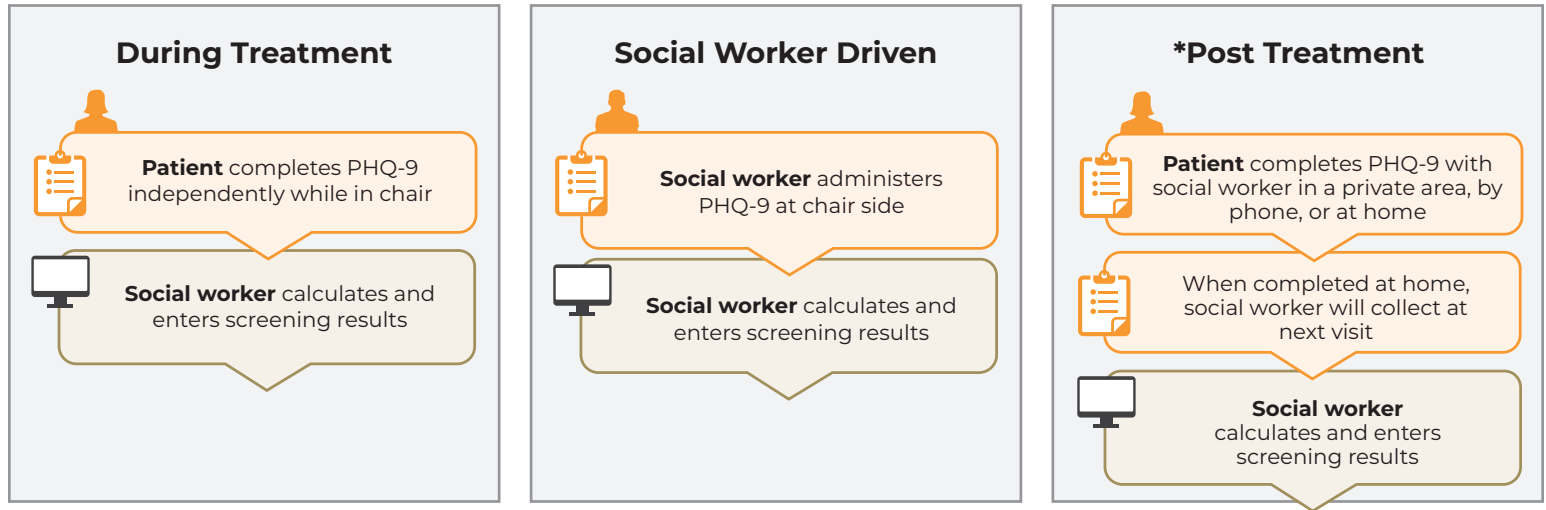 During Treatment
Patient completes PHQ-9
independently while in chair
Social worker calculates and
enters screening results
Social Worker Driven
Social worker administers
PHQ-9 at chair side
Social worker calculates and
enters screening results
*Post Treatment
Patient completes PHQ-9 with
social worker in a private area, by
phone, or at home
When completed at home,
social worker will collect at
next visit
Social worker
calculates and enters
screening results